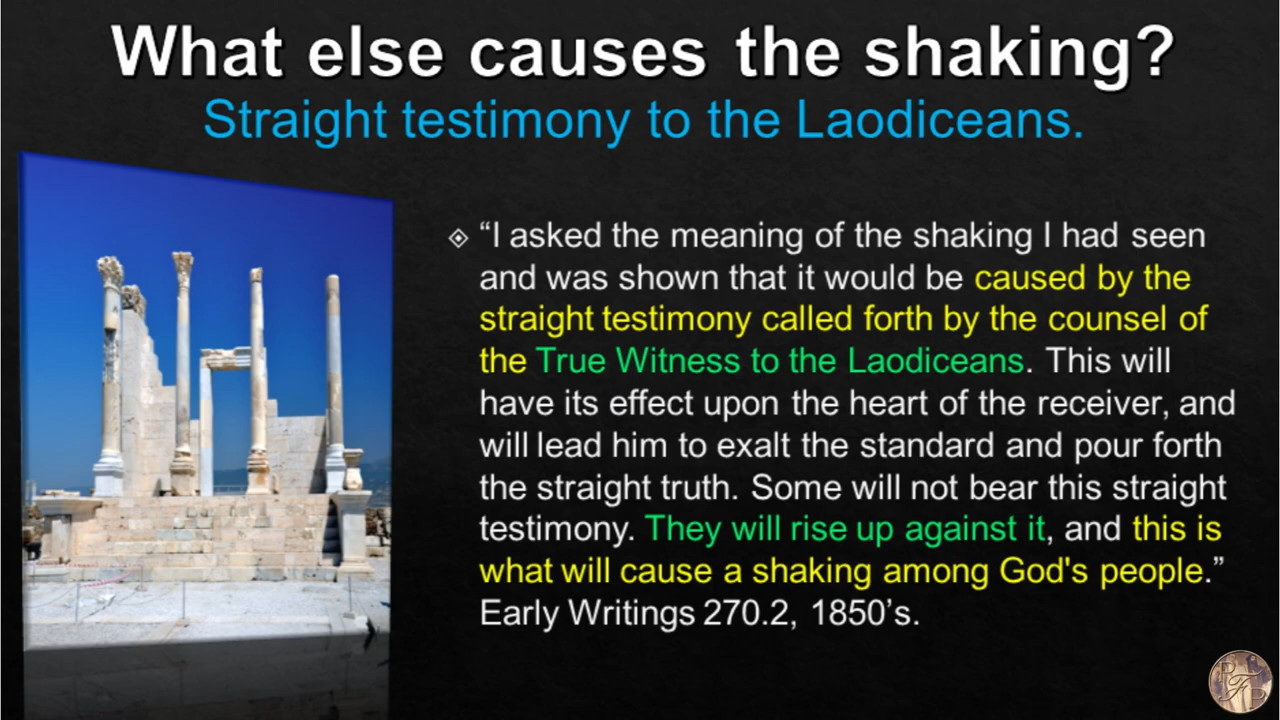 What else causes the shaking?
Straight testimony to the Laodiceans.
“I asked the meaning of the shaking I had seen
and was shown that it would be caused by the
straight testimony called forth by the counsel of
the True Witness to the Laodiceans. This will
have its effect upon the heart of the receiver, and
will lead him to exalt the standard and pour forth
the straight truth. Some will not bear this straight
testimony. They will rise up against it, and this is
what will cause a shaking among God's people.”
Early Writings 270.2, 1850’s.